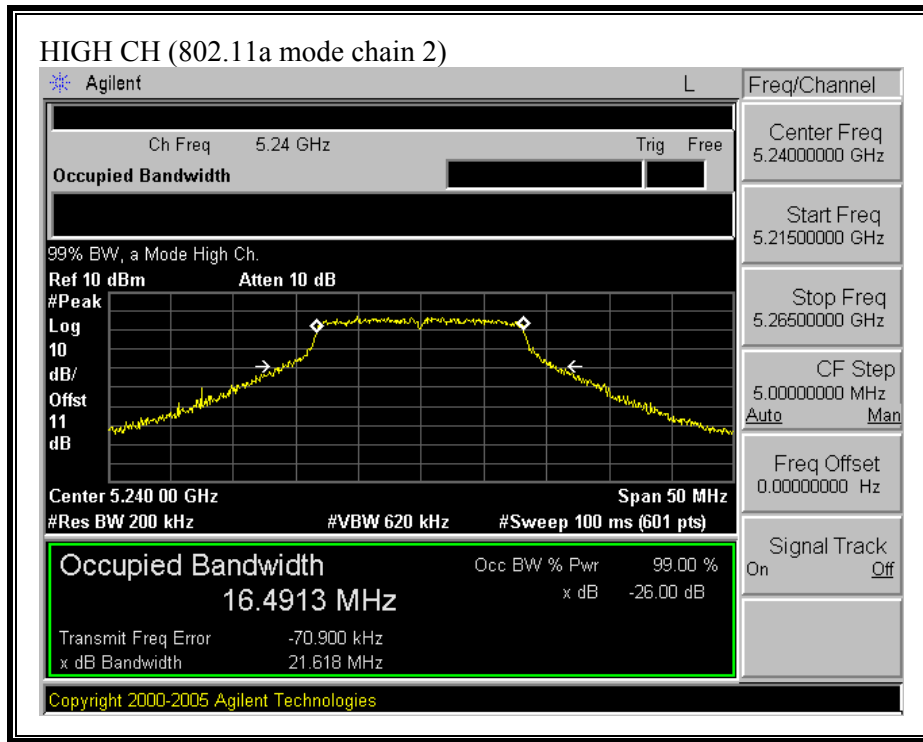 HIGH CH (802.11a mode chain 2)
Agilent L Freq/Channel
Ch Freq 5.24 GHz Trig Free
Occupied Bandwidth
Center Freq
5.24000000 GHz
Start Freq
5.21500000 GHz
Stop Freq
5.26500000 GHz
CF Step
5.00000000 MHz
Auto Man
Freq Offset
0.00000000 Hz
Signal Track
On Off
99% BW, a Mode High Ch.
Ref 10 dBm Atten 10 dB
#Peak
Log
10
dB/
Offst
11
dB
Center 5.240 00 GHz Span 50 MHz
#Res BW 200 kHz #VBW 620 kHz #Sweep 100 ms (601 pts)
Occupied Bandwidth Occ BW % Pwr 99.00 %
16.4913 MHz x dB -26.00 dB
Transmit Freq Error -70.900 kHz
x dB Bandwidth 21.618 MHz
Copyright 2000-2005 Agilent Technologies